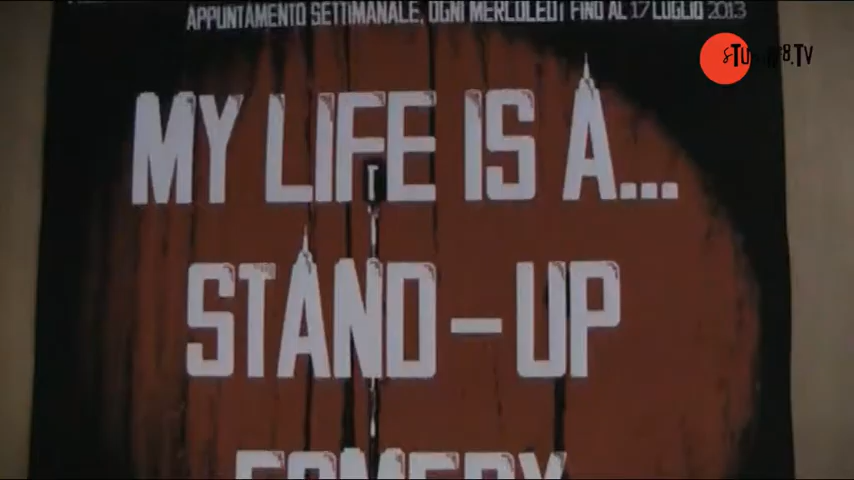 APPUNTAMENTO SETTIMANALE, OGNI MERCOLEDÌ FINO AL 17 LUGLIO 2013
MY LIFE IS A...
STAND-UP